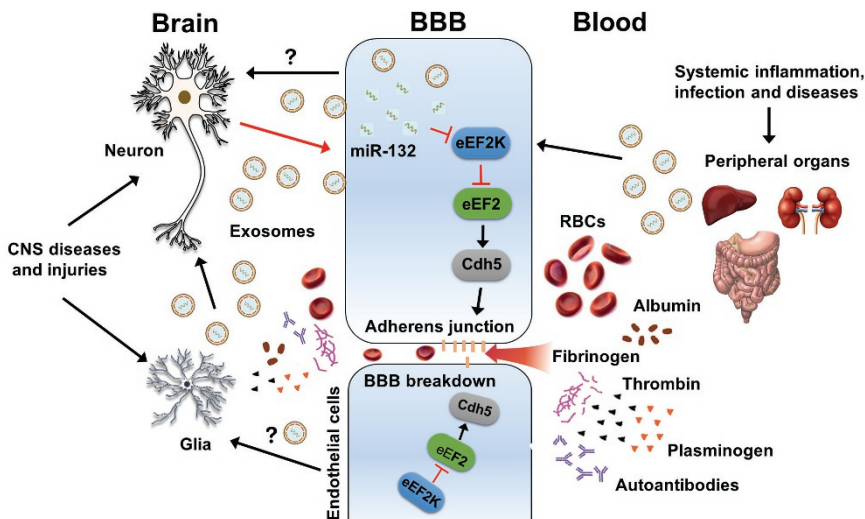 Brain
BBB
Blood
?
Systemic inflammation,
infection and diseases
Neuron
miR-132
eEF2K
Peripheral organs
eEF2
Exosomes
RBCs
CNS diseases
and injuries
Cdh5
Albumin
Adherens junction
Fibrinogen
BBB breakdown
Thrombin
Cdh5
Endothelial cells
?
Glia
eEF2
Plasminogen
eEF2K
Autoantibodies